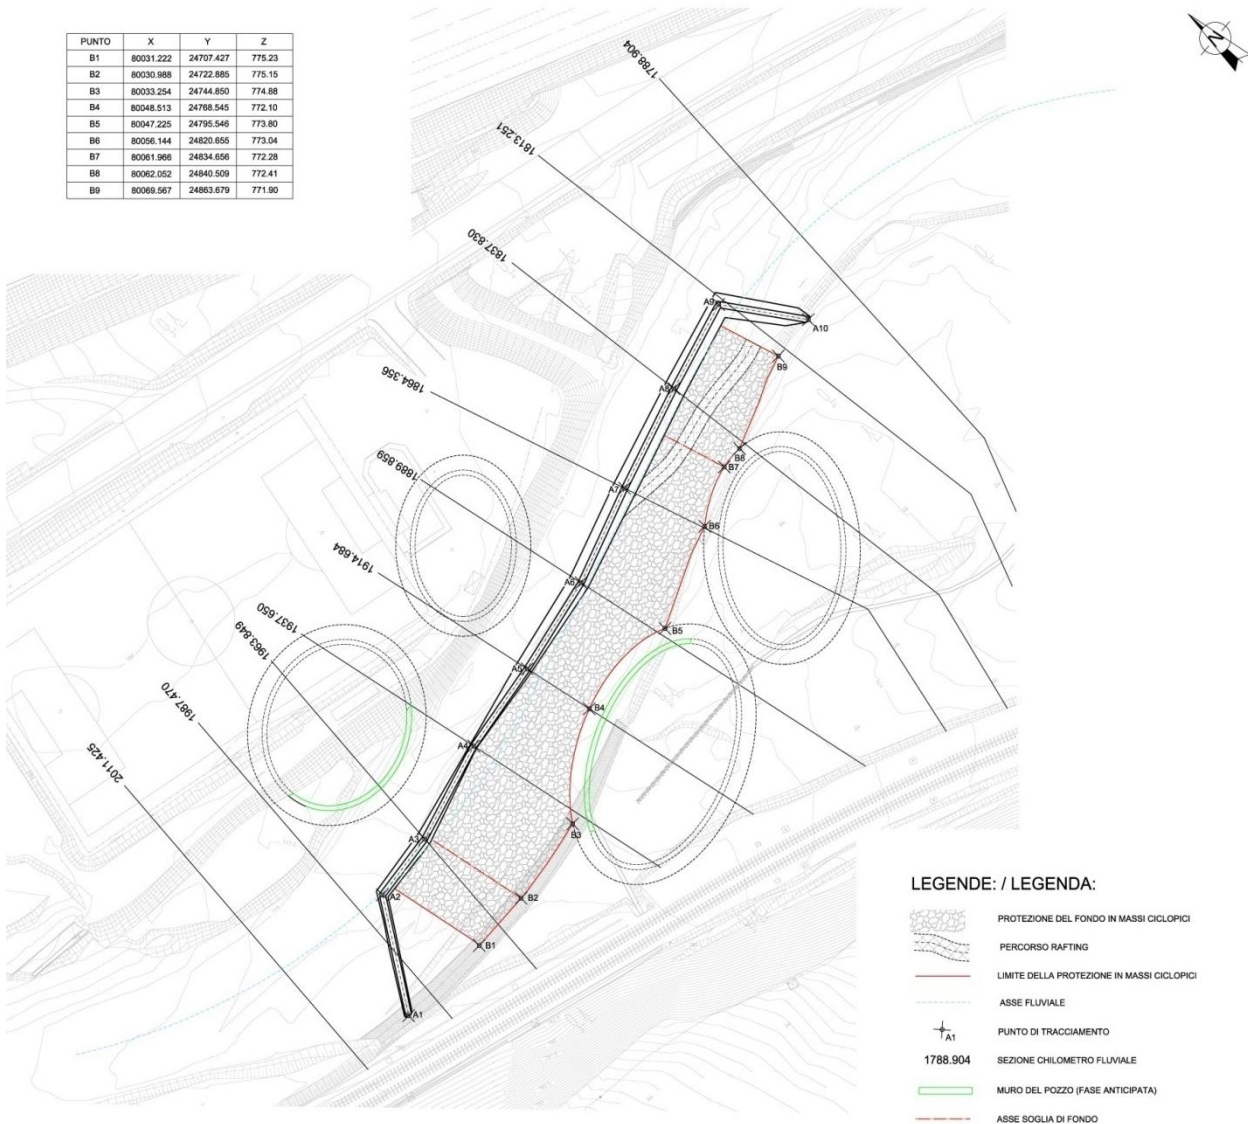 PUNTO X Y Z
B1 80031.222 24707.427 775.23
B2 80030.988 24722.885 775.15
B3 80033.254 24744.850 774.88
B4 80048.513 24768.545 772.10
B5 80047.225 24795.546 773.80
B6 80056.144 24820.655 773.04
B7 80061.966 24834.656 772.28
B8 80062.052 24840.509 772.41
B9 80069.567 24863.679 771.90
N
1788.904
1813.251
1837.830
1864.356
1889.859
1914.684
1937.650
1963.849
1987.470
2011.425
A9
A10
B9
A8
B8
B7
A7
B6
A6
B5
A5
B4
A4
B3
A3
A2
B2
B1
A1
LEGENDE: / LEGENDA:
PROTEZIONE DEL FONDO IN MASSI CICLOPICI
PERCORSO RAFTING
LIMITE DELLA PROTEZIONE IN MASSI CICLOPICI
ASSE FLUVIALE
A1 PUNTO DI TRACCIAMENTO
1788.904 SEZIONE CHILOMETRO FLUVIALE
MURO DEL POZZO (FASE ANTICIPATA)
ASSE SOGLIA DI FONDO